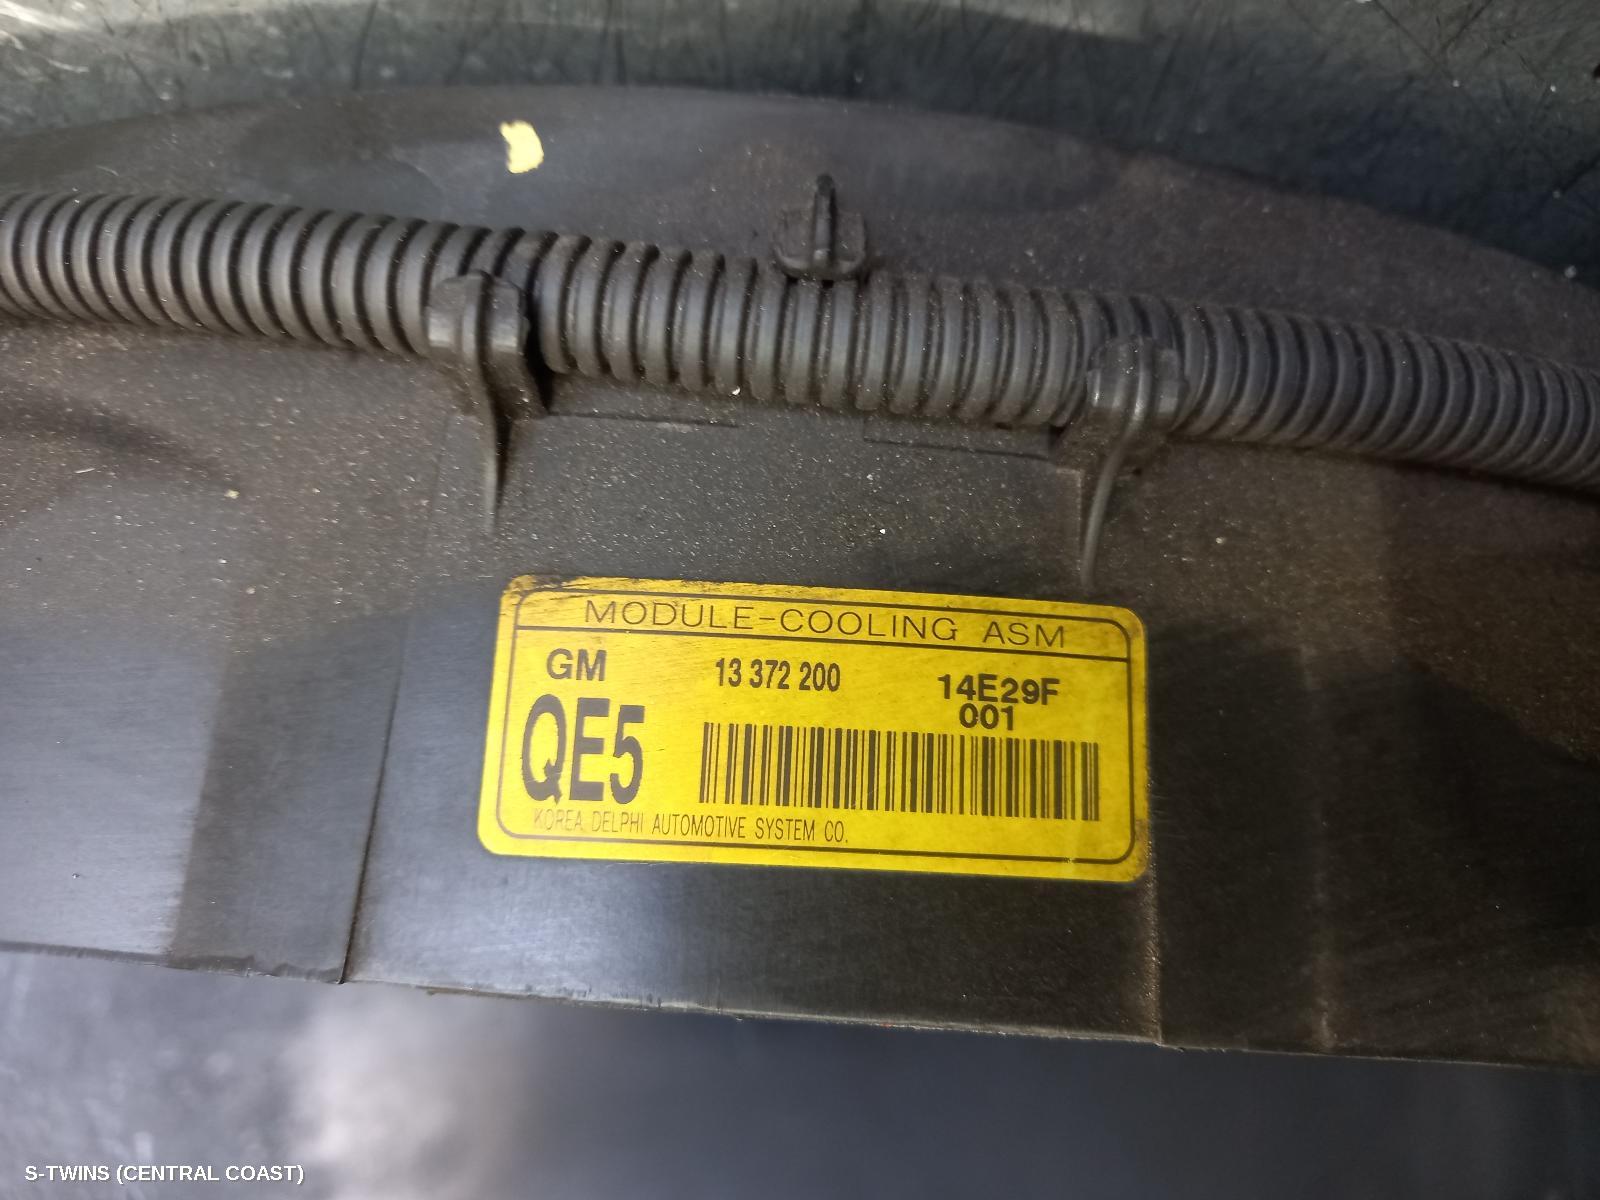 MODULE-COOLING ASM
GM
13 372 200
14E29F
001
QE5
KOREA DELPHI AUTOMOTIVE SYSTEM CO.
S-TWINS (CENTRAL COAST)